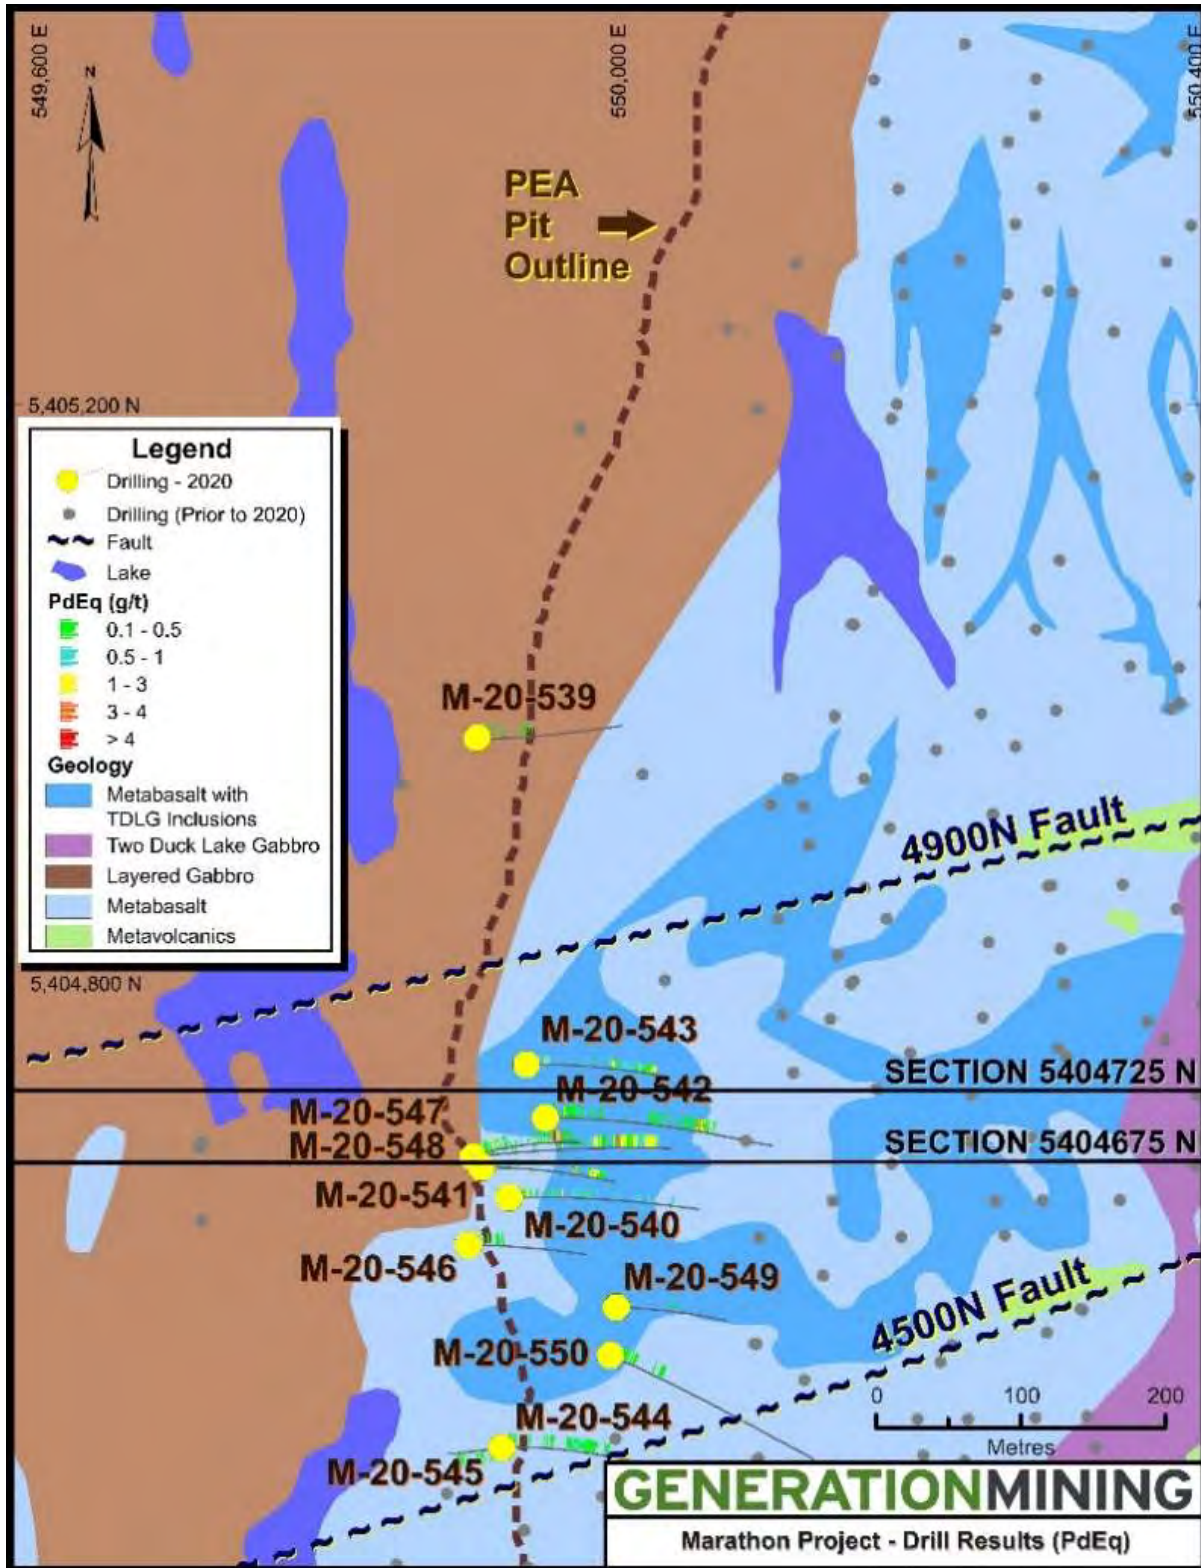 549,600 E
550,000 E
550,400 E
N
PEA
Pit
Outline
5,405,200 N
Legend
Drilling - 2020
Drilling (Prior to 2020)
Fault
Lake
PdEq (g/t)
0.1 - 0.5
0.5 - 1
1 - 3
3 - 4
> 4
Geology
Metabasalt with
TDLG Inclusions
Two Duck Lake Gabbro
Layered Gabbro
Metabasalt
Metavolcanics
M-20-539
4900N Fault
5,404,800 N
M-20-543
SECTION 5404725 N
M-20-542
M-20-547
M-20-548
SECTION 5404675 N
M-20-541
M-20-540
M-20-546
M-20-549
4500N Fault
M-20-550
0 100 200
Metres
M-20-544
M-20-545
GENERATIONMINING
Marathon Project - Drill Results (PdEq)